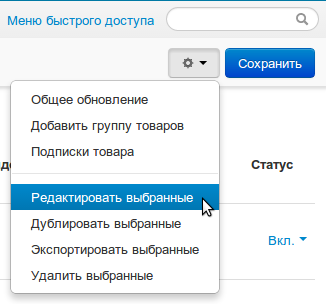 Меню быстрого доступа
Сохранить
Общее обновление
Добавить группу товаров
Подписки товара
Статус
Редактировать выбранные
Дублировать выбранные
Вкл.
Экспортировать выбранные
Удалить выбранные